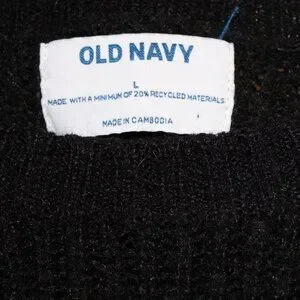 OLD NAVY
L
MADE WITH A MINIMUM OF 20% RECYCLED MATERIALS
MADE IN CAMBODIA